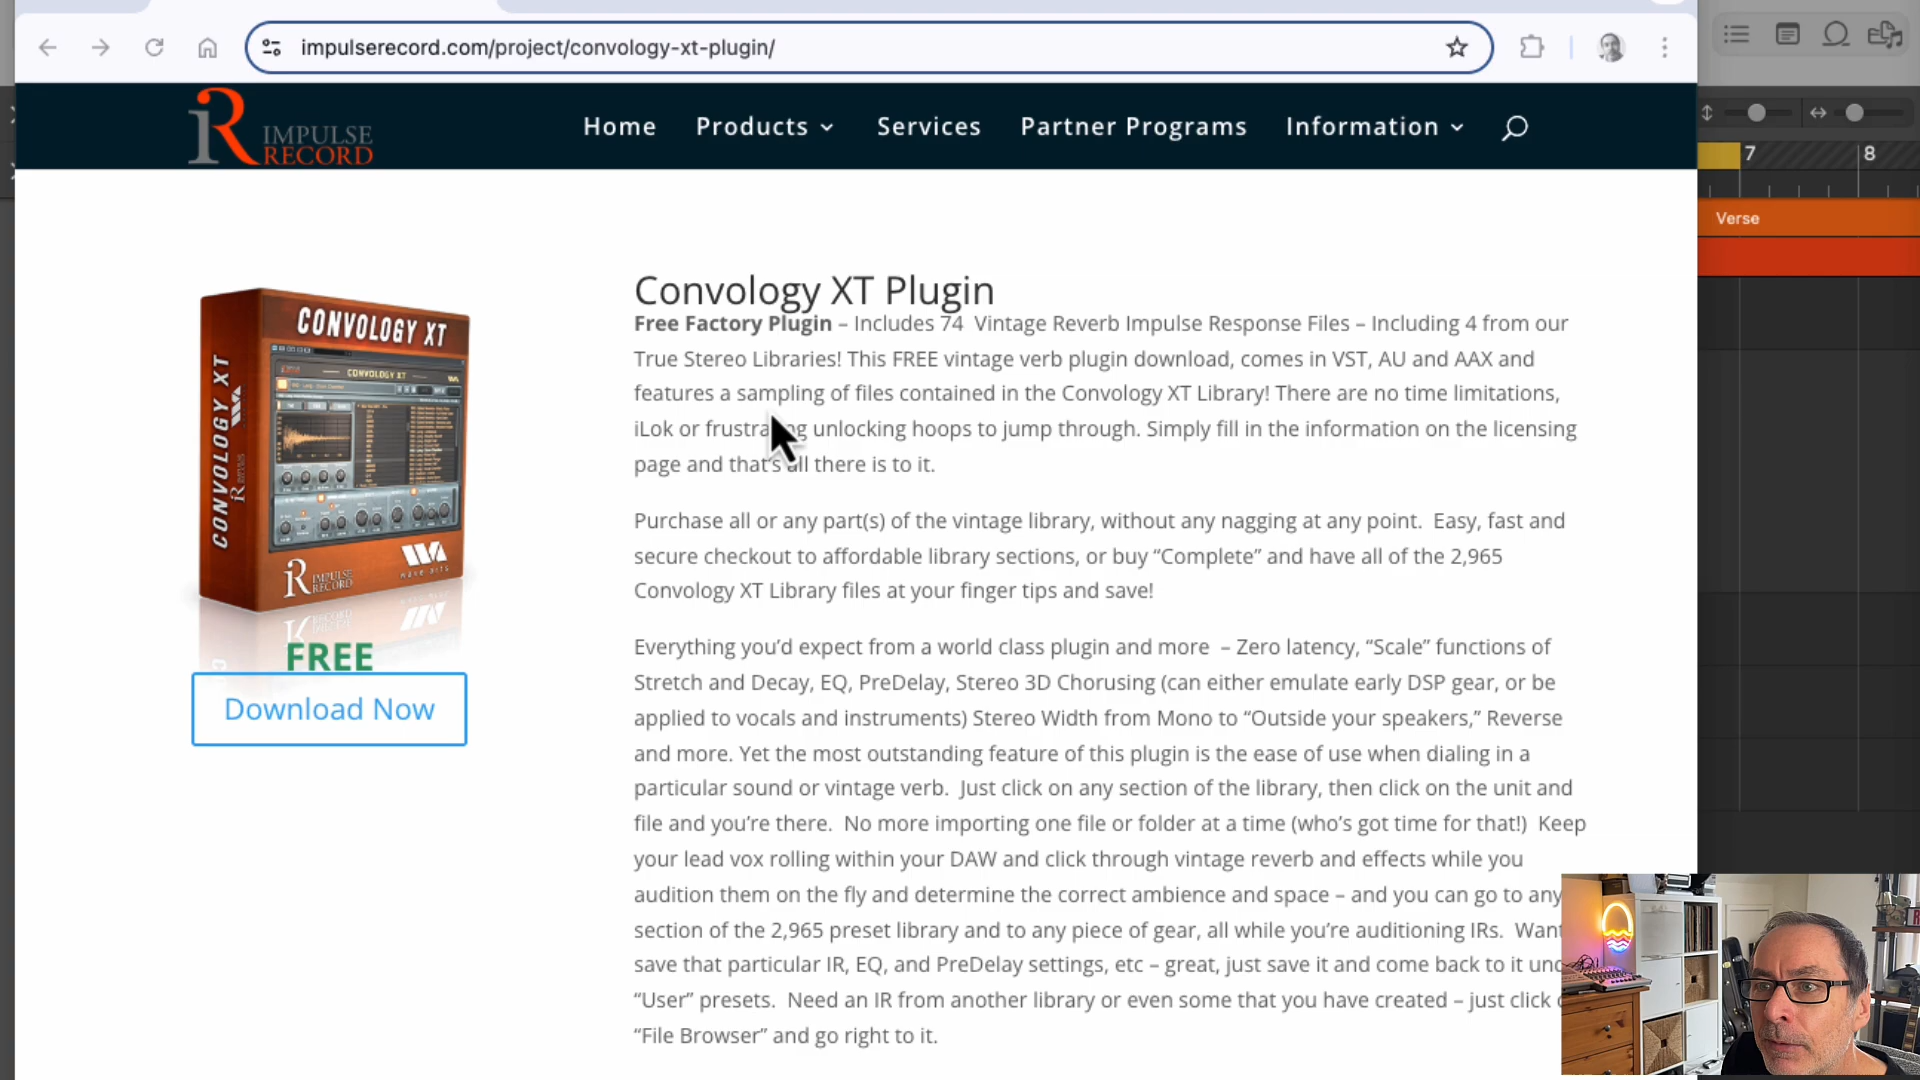 impulserecord.com/project/convology-xt-plugin/
iR IMPULSE
RECORD
Home Products Services Partner Programs Information
7 8
Verse
CONVOLOGY XT
CONVOLOGY XT
CONVOLOGY XT
iR IMPULSE
RECORD
wave arts
FREE
Download Now
Convology XT Plugin
Free Factory Plugin – Includes 74 Vintage Reverb Impulse Response Files – Including 4 from our
True Stereo Libraries! This FREE vintage verb plugin download, comes in VST, AU and AAX and
features a sampling of files contained in the Convology XT Library! There are no time limitations,
iLok or frustrating unlocking hoops to jump through. Simply fill in the information on the licensing
page and that's all there is to it.
Purchase all or any part(s) of the vintage library, without any nagging at any point. Easy, fast and
secure checkout to affordable library sections, or buy “Complete” and have all of the 2,965
Convology XT Library files at your finger tips and save!
Everything you’d expect from a world class plugin and more – Zero latency, “Scale” functions of
Stretch and Decay, EQ, PreDelay, Stereo 3D Chorusing (can either emulate early DSP gear, or be
applied to vocals and instruments) Stereo Width from Mono to “Outside your speakers,” Reverse
and more. Yet the most outstanding feature of this plugin is the ease of use when dialing in a
particular sound or vintage verb. Just click on any section of the library, then click on the unit and
file and you’re there. No more importing one file or folder at a time (who’s got time for that!) Keep
your lead vox rolling within your DAW and click through vintage reverb and effects while you
audition them on the fly and determine the correct ambience and space – and you can go to any
section of the 2,965 preset library and to any piece of gear, all while you’re auditioning IRs. Want
save that particular IR, EQ, and PreDelay settings, etc – great, just save it and come back to it
“User” presets. Need an IR from another library or even some that you have created – just click
“File Browser” and go right to it.